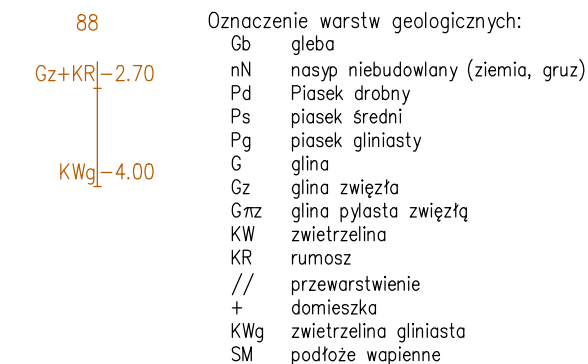 88
Gz+KR -2.70
KWg -4.00
Oznaczenie warstw geologicznych:
Gb gleba
nN nasyp niebudowlany (ziemia, gruz)
Pd Piasek drobny
Ps piasek średni
Pg piasek gliniasty
G glina
Gz glina zwięzła
Gπz glina pylasta zwięzłą
KW zwietrzelina
KR rumosz
// przewarstwienie
+ domieszka
KWg zwietrzelina gliniasta
SM podłoże wapienne